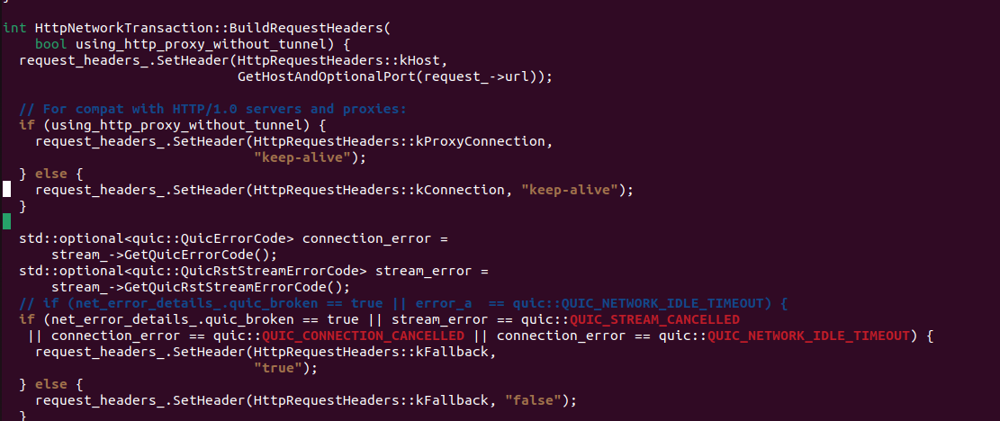 int HttpNetworkTransaction::BuildRequestHeaders(
    bool using_http_proxy_without_tunnel) {
  request_headers_.SetHeader(HttpRequestHeaders::kHost,
                             GetHostAndOptionalPort(request_->url));
  // For compat with HTTP/1.0 servers and proxies:
  if (using_http_proxy_without_tunnel) {
    request_headers_.SetHeader(HttpRequestHeaders::kProxyConnection,
                               "keep-alive");
  } else {
    request_headers_.SetHeader(HttpRequestHeaders::kConnection, "keep-alive");
  }
  std::optional<quic::QuicErrorCode> connection_error =
      stream_->GetQuicErrorCode();
  std::optional<quic::QuicRstStreamErrorCode> stream_error =
      stream_->GetQuicRstStreamErrorCode();
  // if (net_error_details_.quic_broken == true || error_a  == quic::QUIC_NETWORK_IDLE_TIMEOUT) {
  if (net_error_details_.quic_broken == true || stream_error == quic::QUIC_STREAM_CANCELLED
   || connection_error == quic::QUIC_CONNECTION_CANCELLED || connection_error == quic::QUIC_NETWORK_IDLE_TIMEOUT) {
    request_headers_.SetHeader(HttpRequestHeaders::kFallback,
                               "true");
  } else {
    request_headers_.SetHeader(HttpRequestHeaders::kFallback, "false");
  }